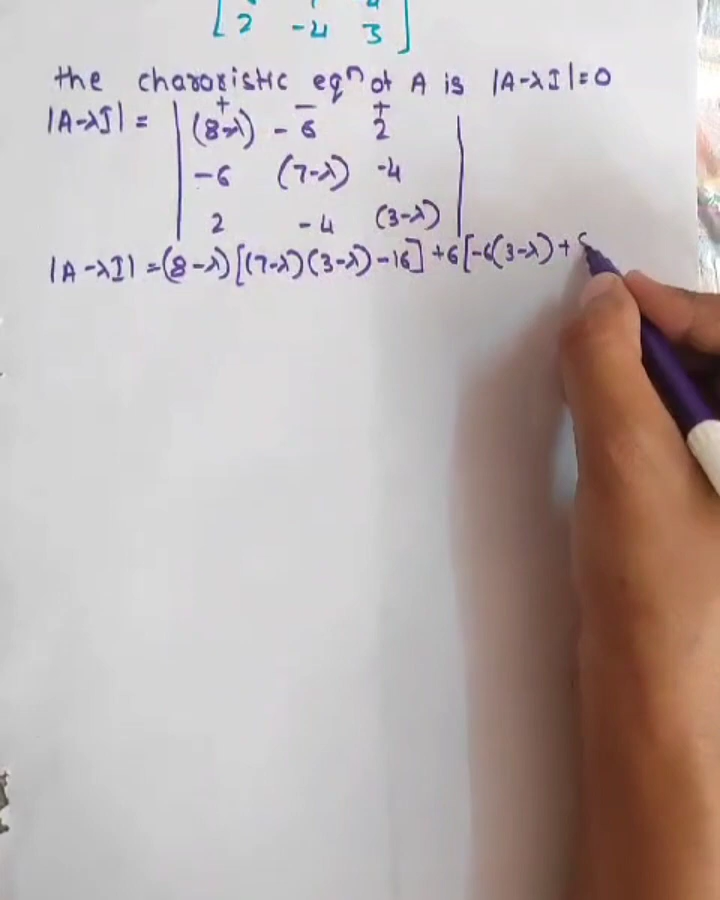 [2 -4 3]
the charoristic eqn of A is |A-λI|=0
+ - +
|A-λI| = | (8-λ) -6 2 |
-6 (7-λ) -4
2 -4 (3-λ)
|A-λI| =(8-λ)[(7-λ)(3-λ)-16] +6[-6(3-λ)+